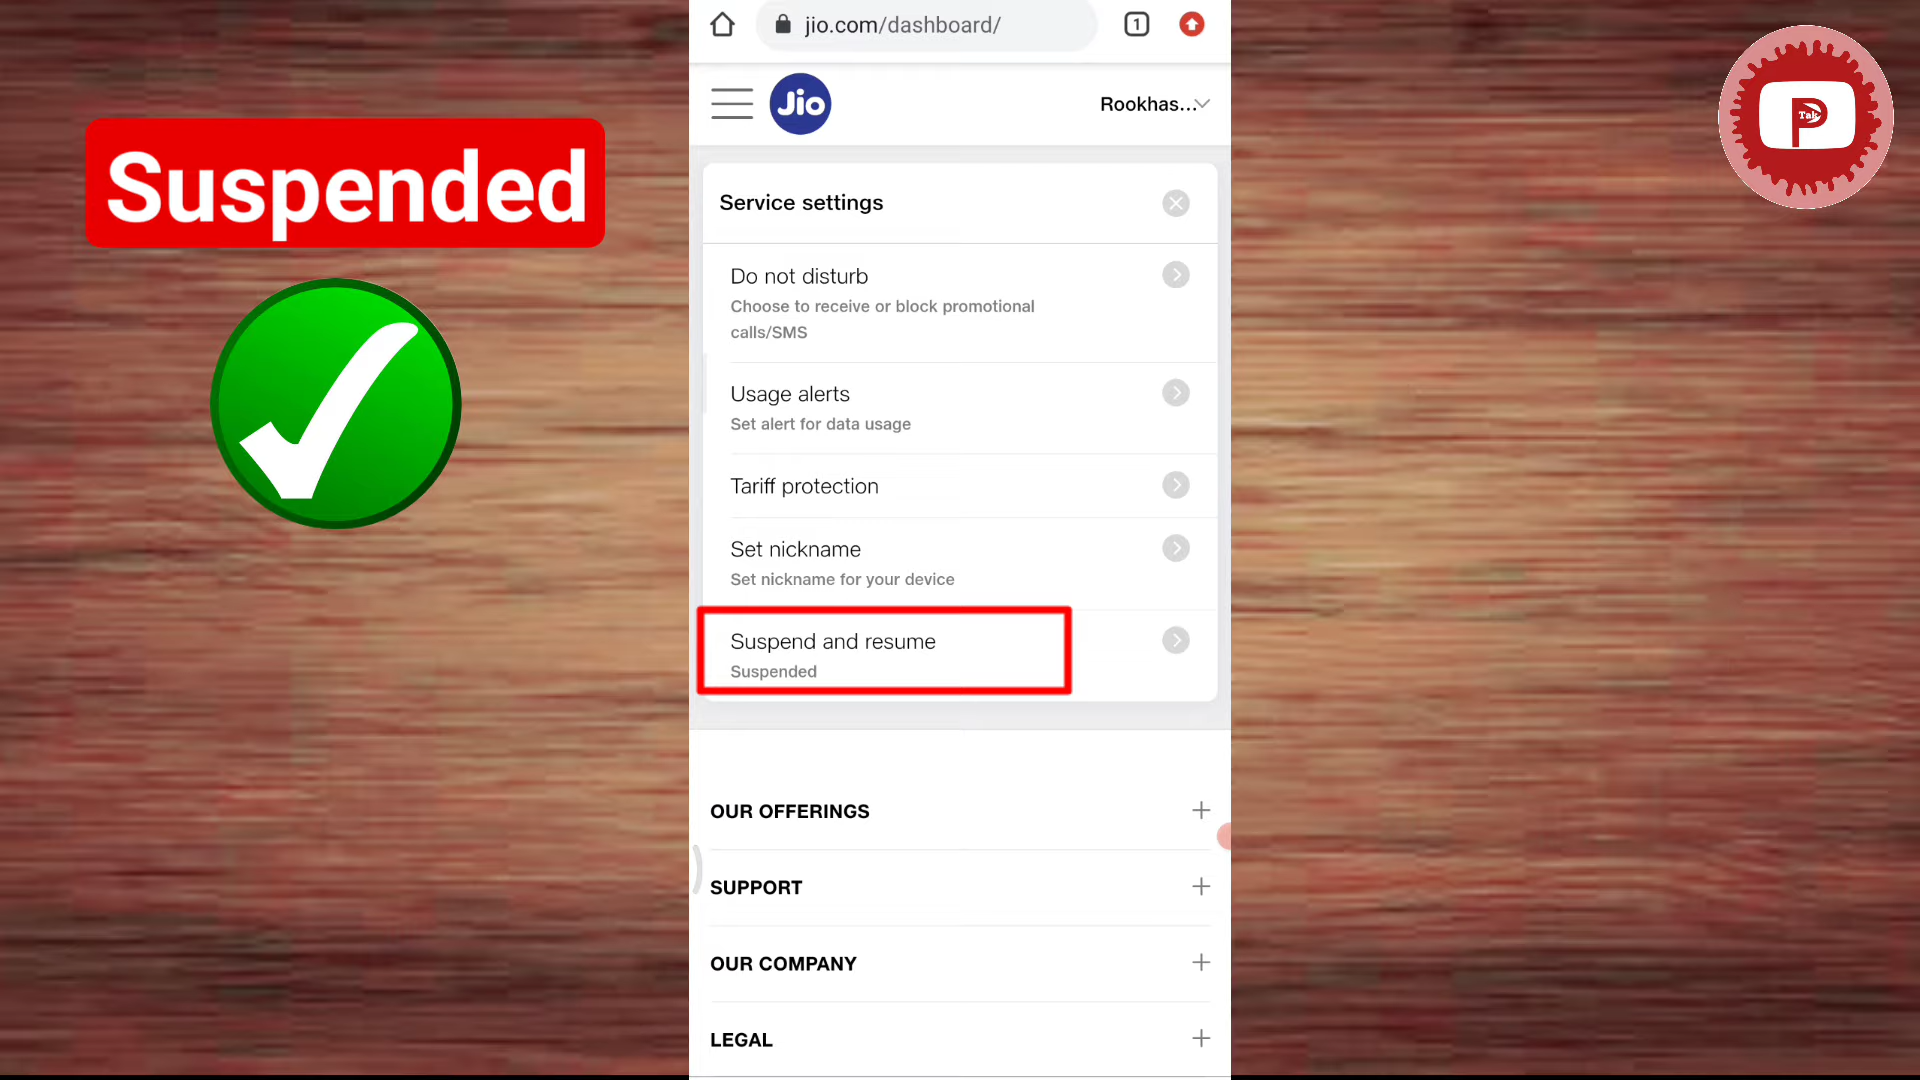 Suspended
jio.com/dashboard/
1
Jio
Rookhas...
Service settings
Do not disturb
Choose to receive or block promotional
calls/SMS
Usage alerts
Set alert for data usage
Tariff protection
Set nickname
Set nickname for your device
Suspend and resume
Suspended
OUR OFFERINGS
SUPPORT
OUR COMPANY
LEGAL
P
Tak